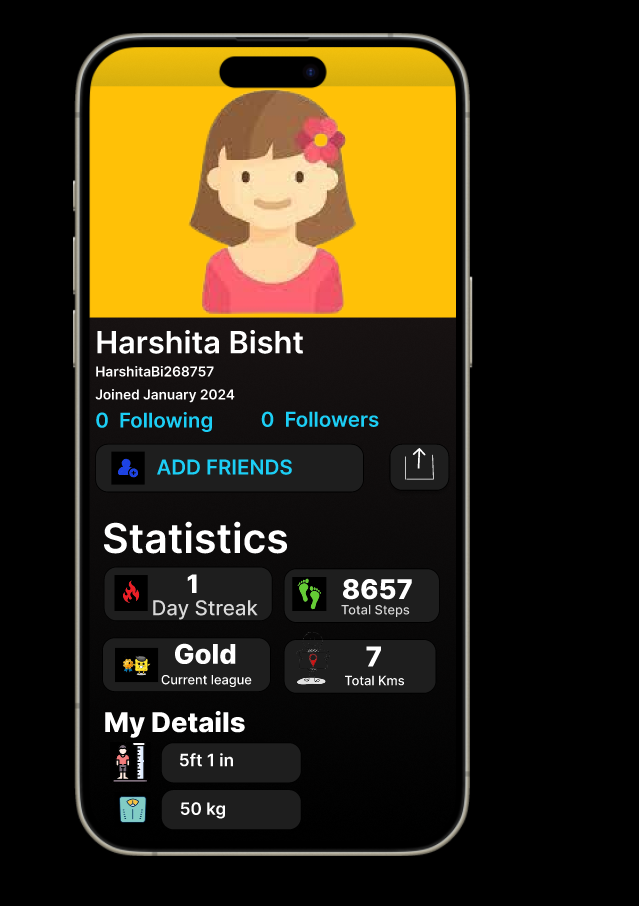 Harshita Bisht
HarshitaBi268757
Joined January 2024
0 Following 0 Followers
ADD FRIENDS
Statistics
1
Day Streak
8657
Total Steps
Gold
Current league
7
Total Kms
My Details
5ft 1 in
50 kg